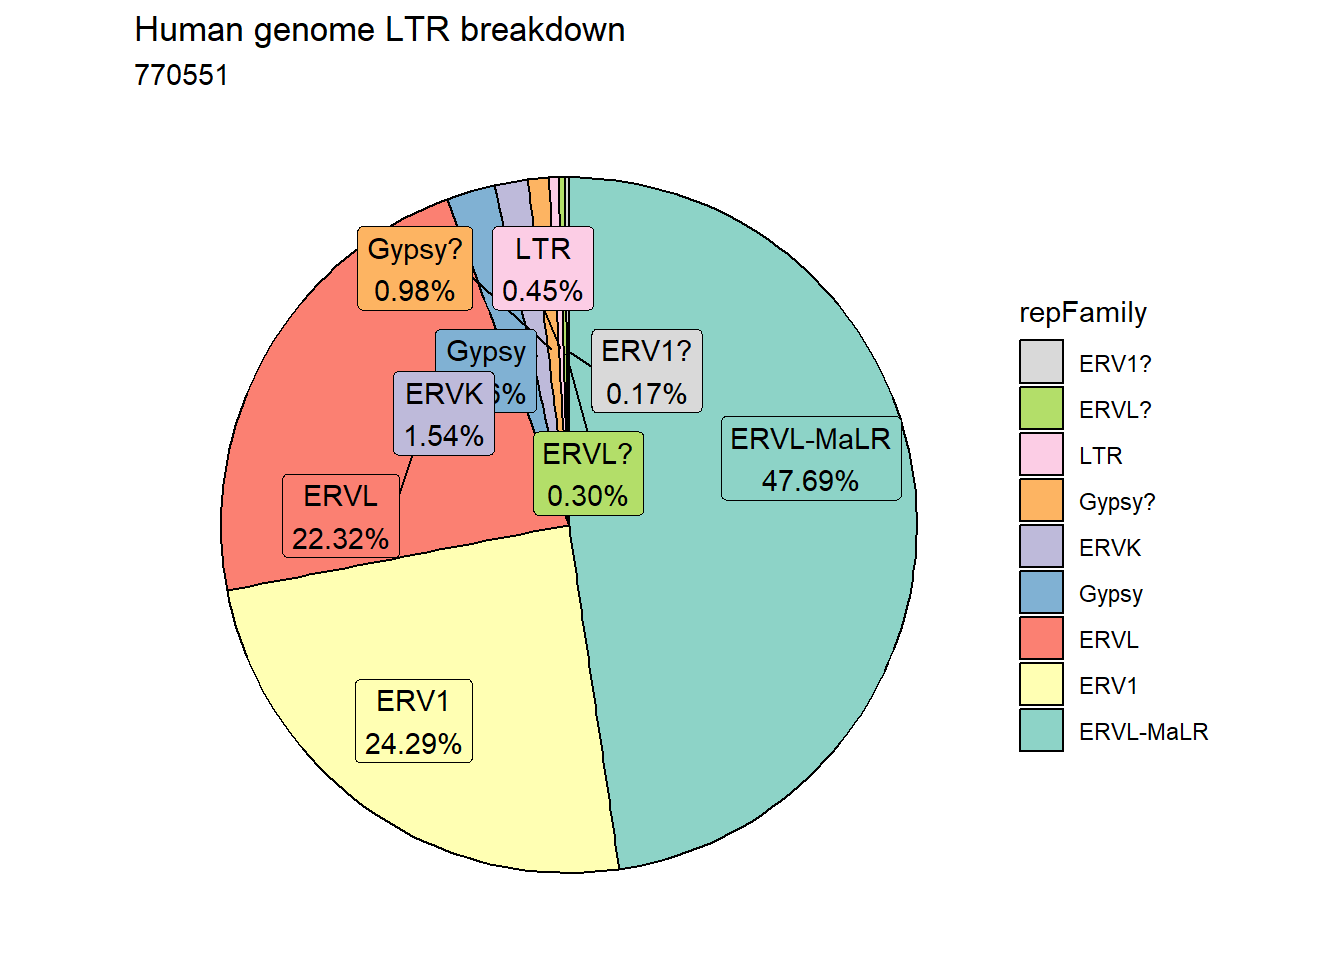 Human genome LTR breakdown
770551
Gypsy?
0.98%
LTR
0.45%
Gypsy
6%
ERV1?
0.17%
ERVK
1.54%
ERVL?
0.30%
ERVL-MaLR
47.69%
ERVL
22.32%
ERV1
24.29%
repFamily
ERV1?
ERVL?
LTR
Gypsy?
ERVK
Gypsy
ERVL
ERV1
ERVL-MaLR